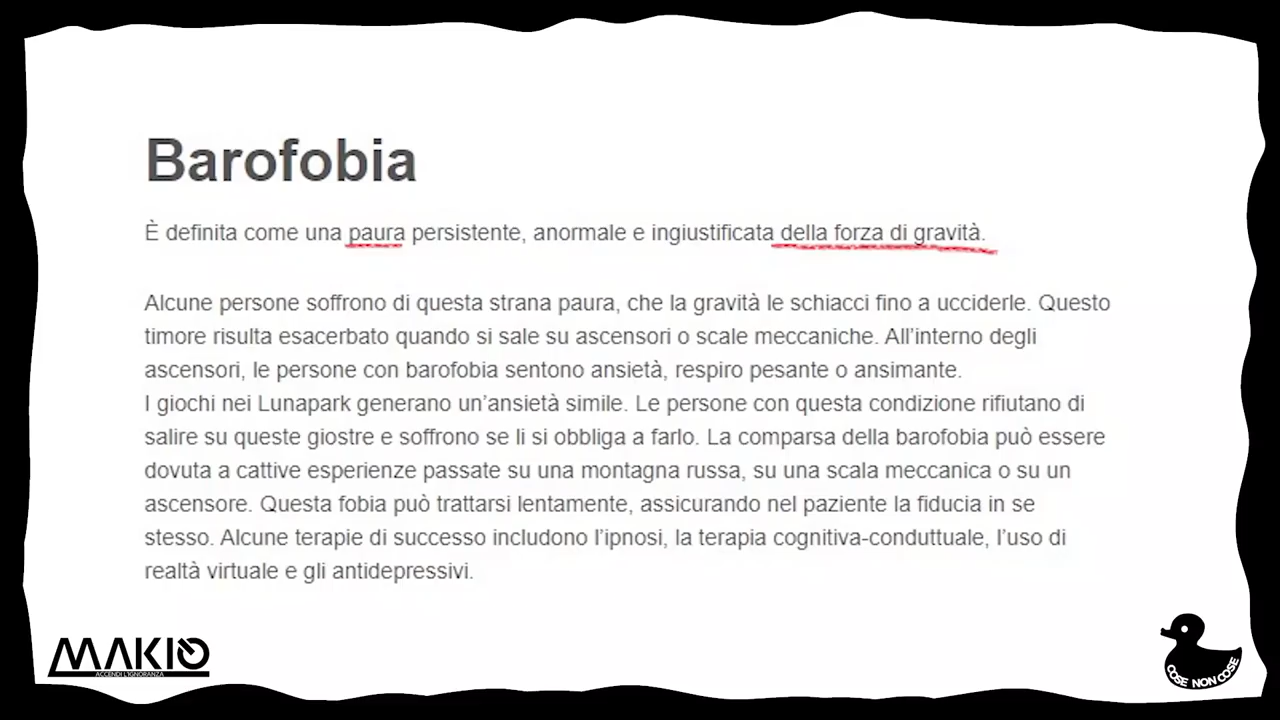 Barofobia
È definita come una paura persistente, anormale e ingiustificata della forza di gravità.
Alcune persone soffrono di questa strana paura, che la gravità le schiacci fino a ucciderle. Questo
timore risulta esacerbato quando si sale su ascensori o scale meccaniche. All’interno degli
ascensori, le persone con barofobia sentono ansietà, respiro pesante o ansimante.
I giochi nei Lunapark generano un’ansietà simile. Le persone con questa condizione rifiutano di
salire su queste giostre e soffrono se li si obbliga a farlo. La comparsa della barofobia può essere
dovuta a cattive esperienze passate su una montagna russa, su una scala meccanica o su un
ascensore. Questa fobia può trattarsi lentamente, assicurando nel paziente la fiducia in se
stesso. Alcune terapie di successo includono l’ipnosi, la terapia cognitiva-conduttuale, l’uso di
realtà virtuale e gli antidepressivi.
MAKIO
ACCENDI L'IGNORANZA
COSE NON COSE